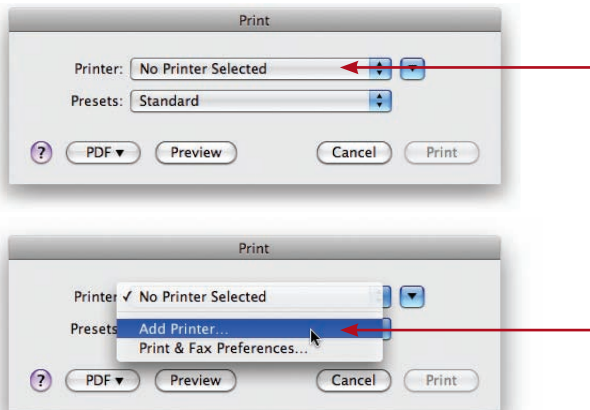 Print
Printer: No Printer Selected
Presets: Standard
? PDF▼ Preview Cancel Print
Print
Printer ✓ No Printer Selected
Presets Add Printer...
Print & Fax Preferences...
? PDF▼ Preview Cancel Print